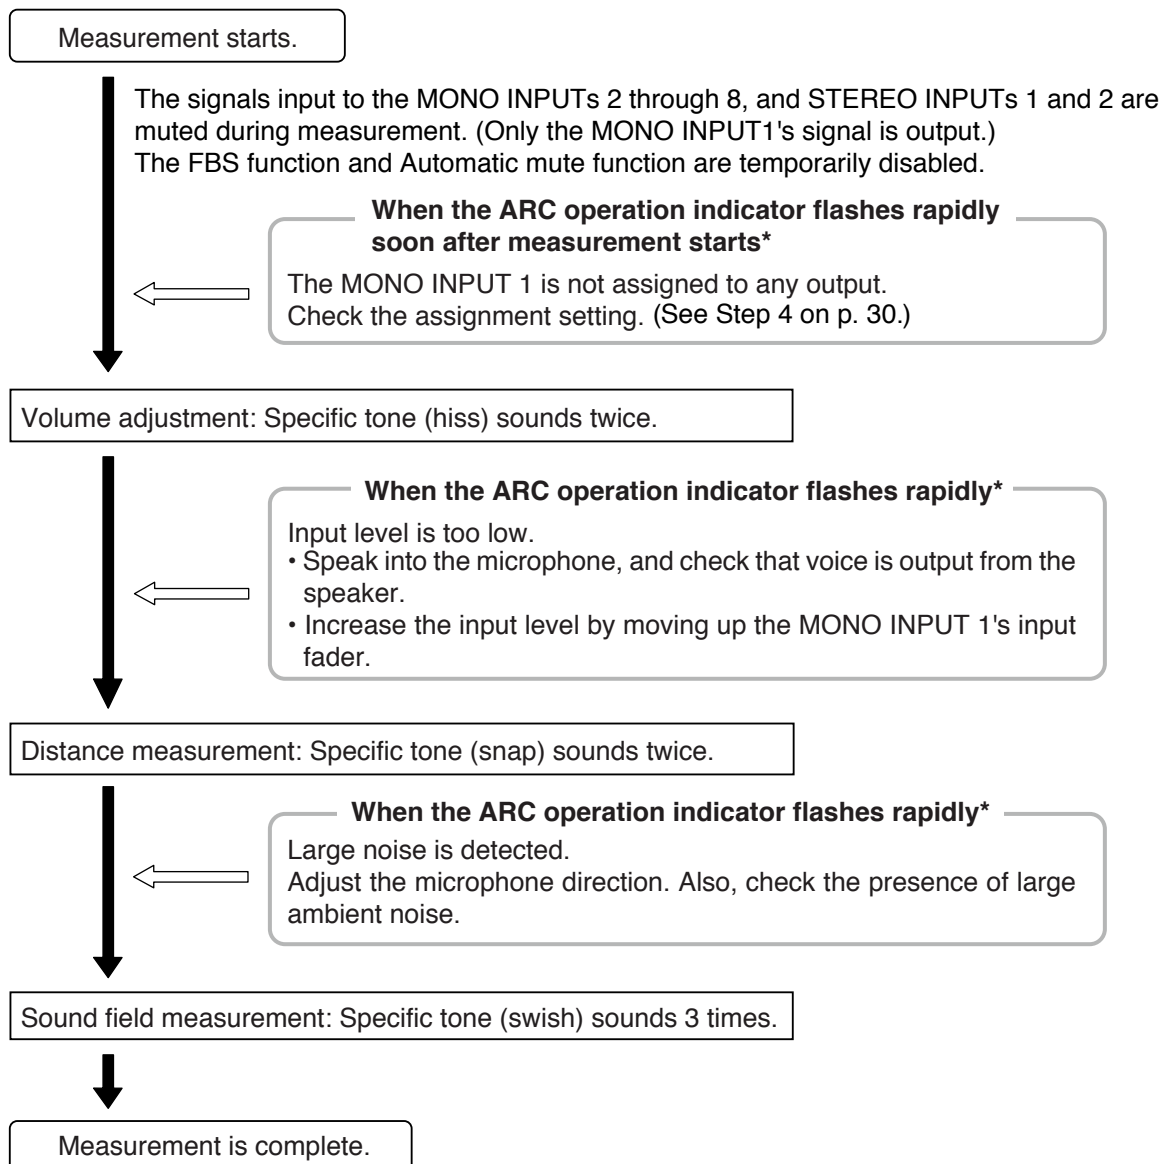 Measurement starts.
The signals input to the MONO INPUTs 2 through 8, and STEREO INPUTs 1 and 2 are
muted during measurement. (Only the MONO INPUT1's signal is output.)
The FBS function and Automatic mute function are temporarily disabled.
When the ARC operation indicator flashes rapidly
soon after measurement starts*
The MONO INPUT 1 is not assigned to any output.
Check the assignment setting. (See Step 4 on p. 30.)
Volume adjustment: Specific tone (hiss) sounds twice.
When the ARC operation indicator flashes rapidly*
Input level is too low.
• Speak into the microphone, and check that voice is output from the
speaker.
• Increase the input level by moving up the MONO INPUT 1's input
fader.
Distance measurement: Specific tone (snap) sounds twice.
When the ARC operation indicator flashes rapidly*
Large noise is detected.
Adjust the microphone direction. Also, check the presence of large
ambient noise.
Sound field measurement: Specific tone (swish) sounds 3 times.
Measurement is complete.